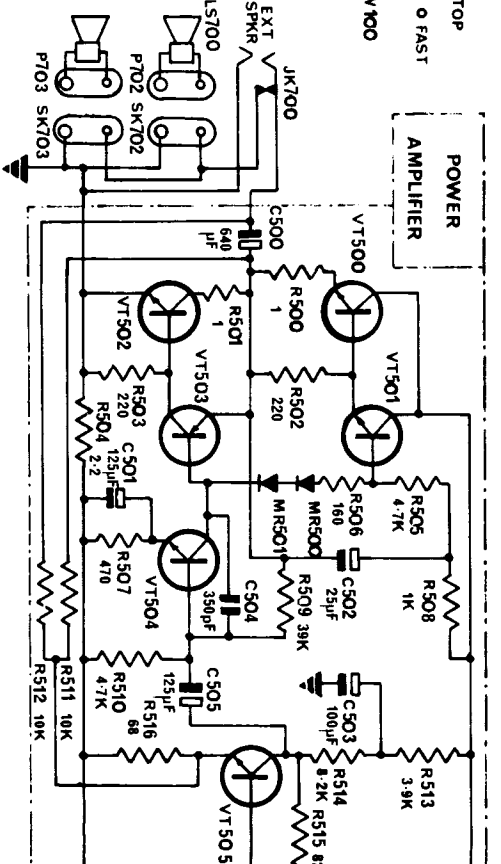 TOP
O FAST
V100
EXT
SPKR
LS700
JK700
P703
P702
SK703
SK702
POWER
AMPLIFIER
C500
640
µF
VT500
R500
1
R501
1
VT502
VT501
VT503
R502
220
R503
220
R504
2·2
C501
125µF
R505
4·7K
R506
160
MR500
MR501
R507
470
VT504
C502
25µF
R508
1K
R509
39K
C504
350pF
C503
100µF
C505
125µF
R510
4·7K
R516
68
R511
10K
R512
10K
R513
3·9K
R514
8·2K
R515
VT505